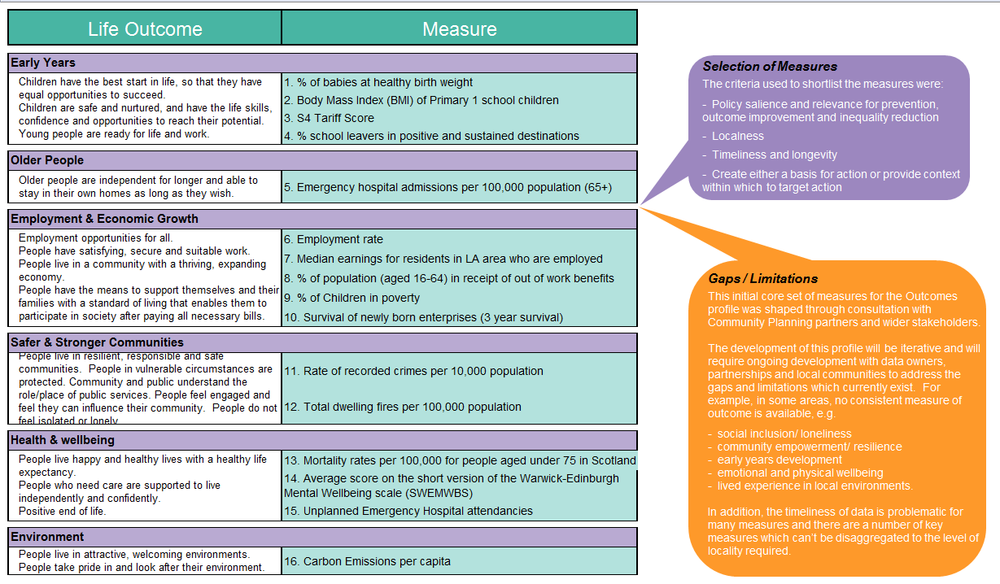 Life Outcome
Measure
Early Years
Children have the best start in life, so that they have
equal opportunities to succeed.
Children are safe and nurtured, and have the life skills,
confidence and opportunities to reach their potential.
Young people are ready for life and work.
1. % of babies at healthy birth weight
2. Body Mass Index (BMI) of Primary 1 school children
3. S4 Tariff Score
4. % school leavers in positive and sustained destinations
Older People
Older people are independent for longer and able to
stay in their own homes as long as they wish.
5. Emergency hospital admissions per 100,000 population (65+)
Employment & Economic Growth
Employment opportunities for all.
People have satisfying, secure and suitable work.
People live in a community with a thriving, expanding
economy.
People have the means to support themselves and their
families with a standard of living that enables them to
participate in society after paying all necessary bills.
6. Employment rate
7. Median earnings for residents in LA area who are employed
8. % of population (aged 16-64) in receipt of out of work benefits
9. % of Children in poverty
10. Survival of newly born enterprises (3 year survival)
Safer & Stronger Communities
People live in resilient, responsible and safe
communities.  People in vulnerable circumstances are
protected. Community and public understand the
role/place of public services. People feel engaged and
feel they can influence their community.  People do not
feel isolated or lonely
11. Rate of recorded crimes per 10,000 population
12. Total dwelling fires per 100,000 population
Health & wellbeing
People live happy and healthy lives with a healthy life
expectancy.
People who need care are supported to live
independently and confidently.
Positive end of life.
13. Mortality rates per 100,000 for people aged under 75 in Scotland
14. Average score on the short version of the Warwick-Edinburgh
Mental Wellbeing scale (SWEMWBS)
15. Unplanned Emergency Hospital attendancies
Environment
People live in attractive, welcoming environments.
People take pride in and look after their environment.
16. Carbon Emissions per capita
Selection of Measures
The criteria used to shortlist the measures were:
- Policy salience and relevance for prevention,
outcome improvement and inequality reduction
- Localness
- Timeliness and longevity
- Create either a basis for action or provide context
within which to target action
Gaps / Limitations
This initial core set of measures for the Outcomes
profile was shaped through consultation with
Community Planning partners and wider stakeholders.
The development of this profile will be iterative and will
require ongoing development with data owners,
partnerships and local communities to address the
gaps and limitations which currently exist.  For
example, in some areas, no consistent measure of
outcome is available, e.g.
- social inclusion/ loneliness
- community empowerment/ resilience
- early years development
- emotional and physical wellbeing
- lived experience in local environments.
In addition, the timeliness of data is problematic for
many measures and there are a number of key
measures which can't be disaggregated to the level of
locality required.